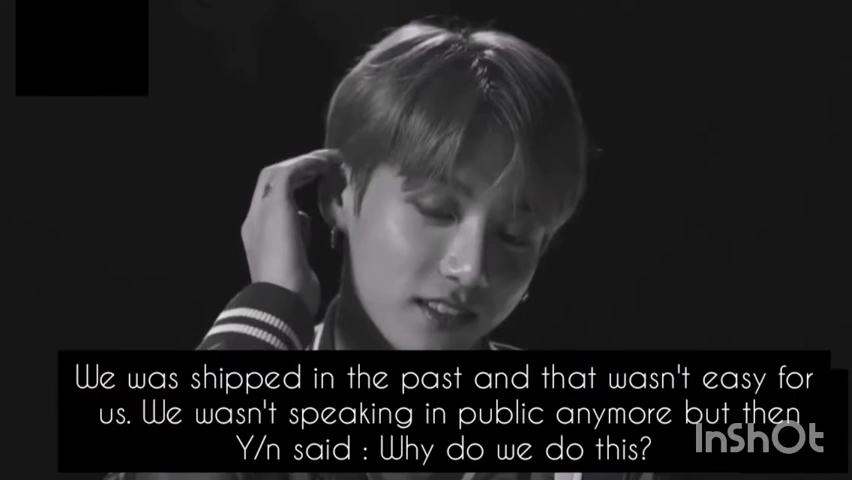 We was shipped in the past and that wasn't easy for
us. We wasn't speaking in public anymore but then
Y/n said : Why do we do this?
InShOt